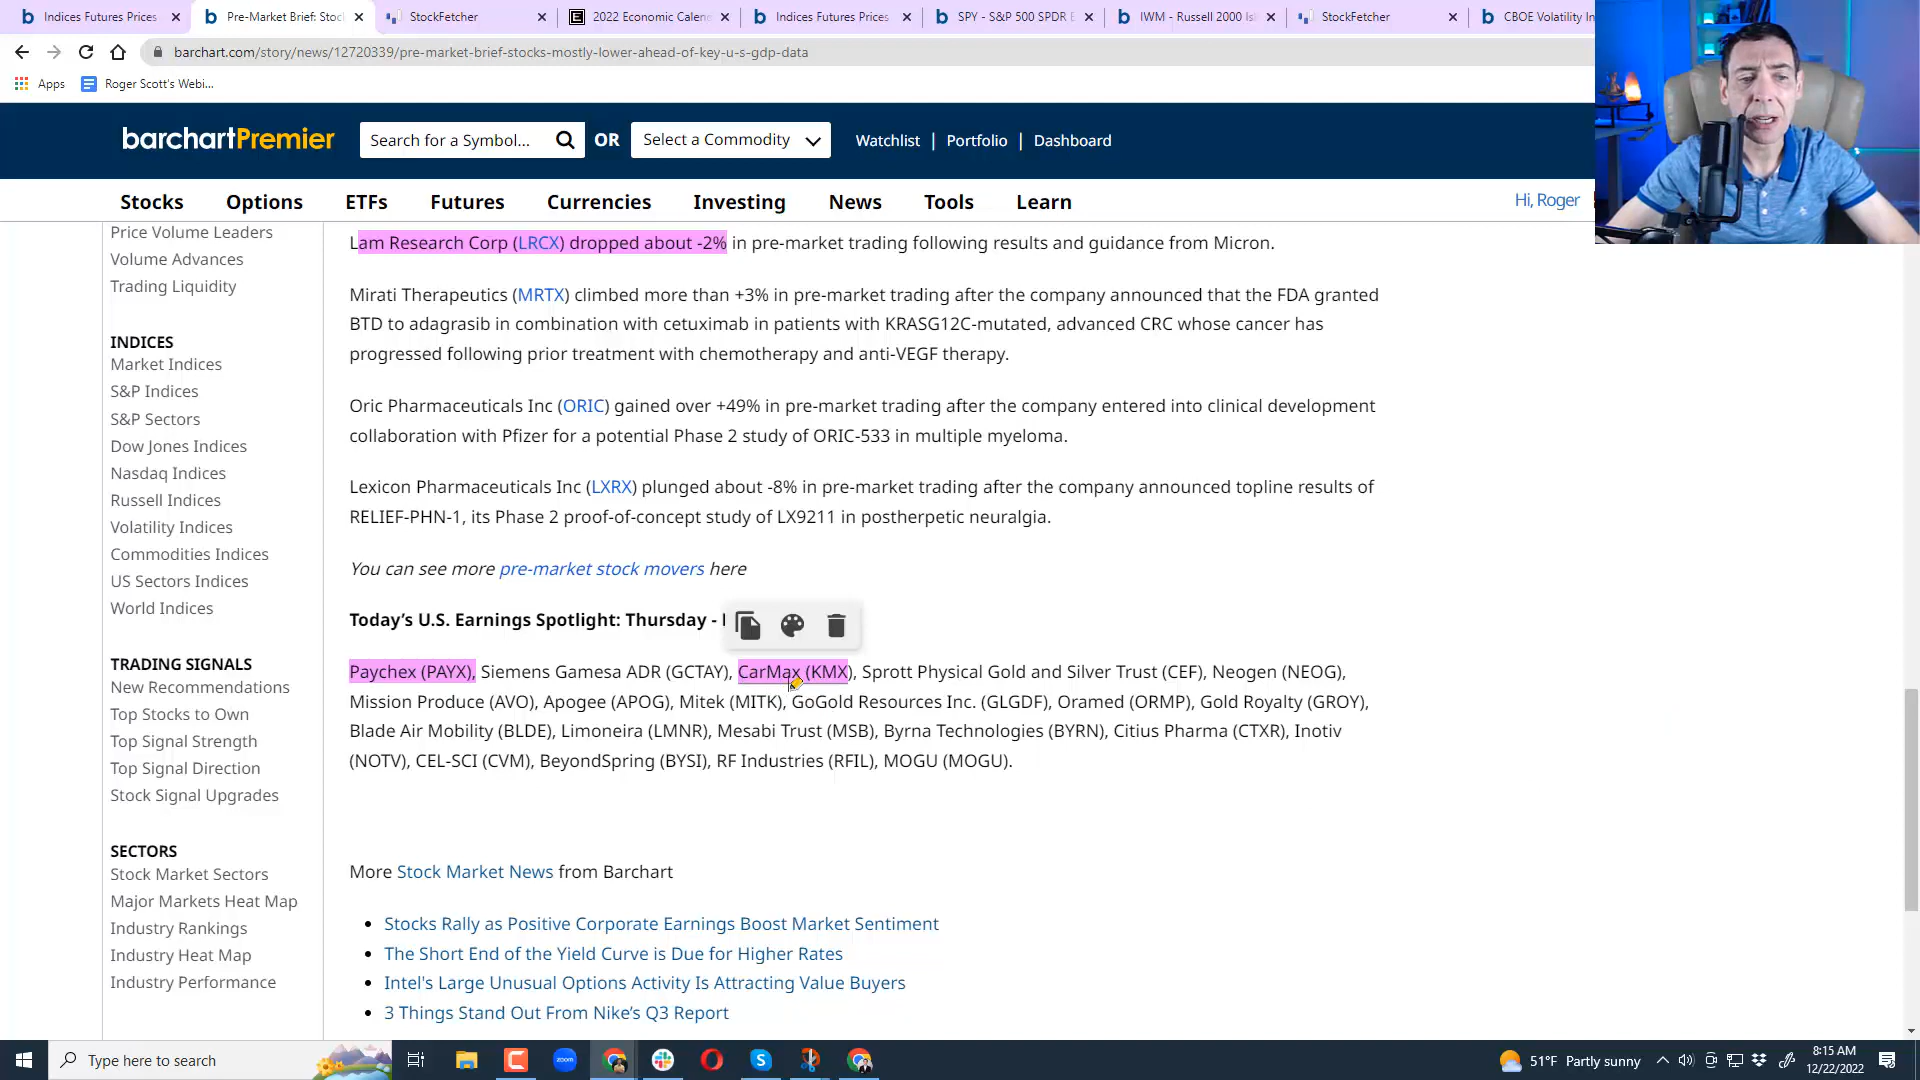 Indices Futures Prices
Pre-Market Brief: Stoc
StockFetcher
2022 Economic Calen
Indices Futures Prices
SPY - S&P 500 SPDR E
IWM - Russell 2000 Is
StockFetcher
CBOE Volatility In
barchart.com/story/news/12720339/pre-market-brief-stocks-mostly-lower-ahead-of-key-u-s-gdp-data
Apps
Roger Scott's Webi...
barchartPremier
Search for a Symbol...
OR
Select a Commodity
Watchlist | Portfolio | Dashboard
Stocks Options ETFs Futures Currencies Investing News Tools Learn
Hi, Roger
Price Volume Leaders
Volume Advances
Trading Liquidity
INDICES
Market Indices
S&P Indices
S&P Sectors
Dow Jones Indices
Nasdaq Indices
Russell Indices
Volatility Indices
Commodities Indices
US Sectors Indices
World Indices
TRADING SIGNALS
New Recommendations
Top Stocks to Own
Top Signal Strength
Top Signal Direction
Stock Signal Upgrades
SECTORS
Stock Market Sectors
Major Markets Heat Map
Industry Rankings
Industry Heat Map
Industry Performance
Lam Research Corp (LRCX) dropped about -2% in pre-market trading following results and guidance from Micron.
Mirati Therapeutics (MRTX) climbed more than +3% in pre-market trading after the company announced that the FDA granted
BTD to adagrasib in combination with cetuximab in patients with KRASG12C-mutated, advanced CRC whose cancer has
progressed following prior treatment with chemotherapy and anti-VEGF therapy.
Oric Pharmaceuticals Inc (ORIC) gained over +49% in pre-market trading after the company entered into clinical development
collaboration with Pfizer for a potential Phase 2 study of ORIC-533 in multiple myeloma.
Lexicon Pharmaceuticals Inc (LXRX) plunged about -8% in pre-market trading after the company announced topline results of
RELIEF-PHN-1, its Phase 2 proof-of-concept study of LX9211 in postherpetic neuralgia.
You can see more pre-market stock movers here
Today's U.S. Earnings Spotlight: Thursday -
Paychex (PAYX), Siemens Gamesa ADR (GCTAY), CarMax (KMX), Sprott Physical Gold and Silver Trust (CEF), Neogen (NEOG),
Mission Produce (AVO), Apogee (APOG), Mitek (MITK), GoGold Resources Inc. (GLGDF), Oramed (ORMP), Gold Royalty (GROY),
Blade Air Mobility (BLDE), Limoneira (LMNR), Mesabi Trust (MSB), Byrna Technologies (BYRN), Citius Pharma (CTXR), Inotiv
(NOTV), CEL-SCI (CVM), BeyondSpring (BYSI), RF Industries (RFIL), MOGU (MOGU).
More Stock Market News from Barchart
Stocks Rally as Positive Corporate Earnings Boost Market Sentiment
The Short End of the Yield Curve is Due for Higher Rates
Intel's Large Unusual Options Activity Is Attracting Value Buyers
3 Things Stand Out From Nike's Q3 Report
Type here to search
zoom
51°F Partly sunny
8:15 AM
12/22/2022